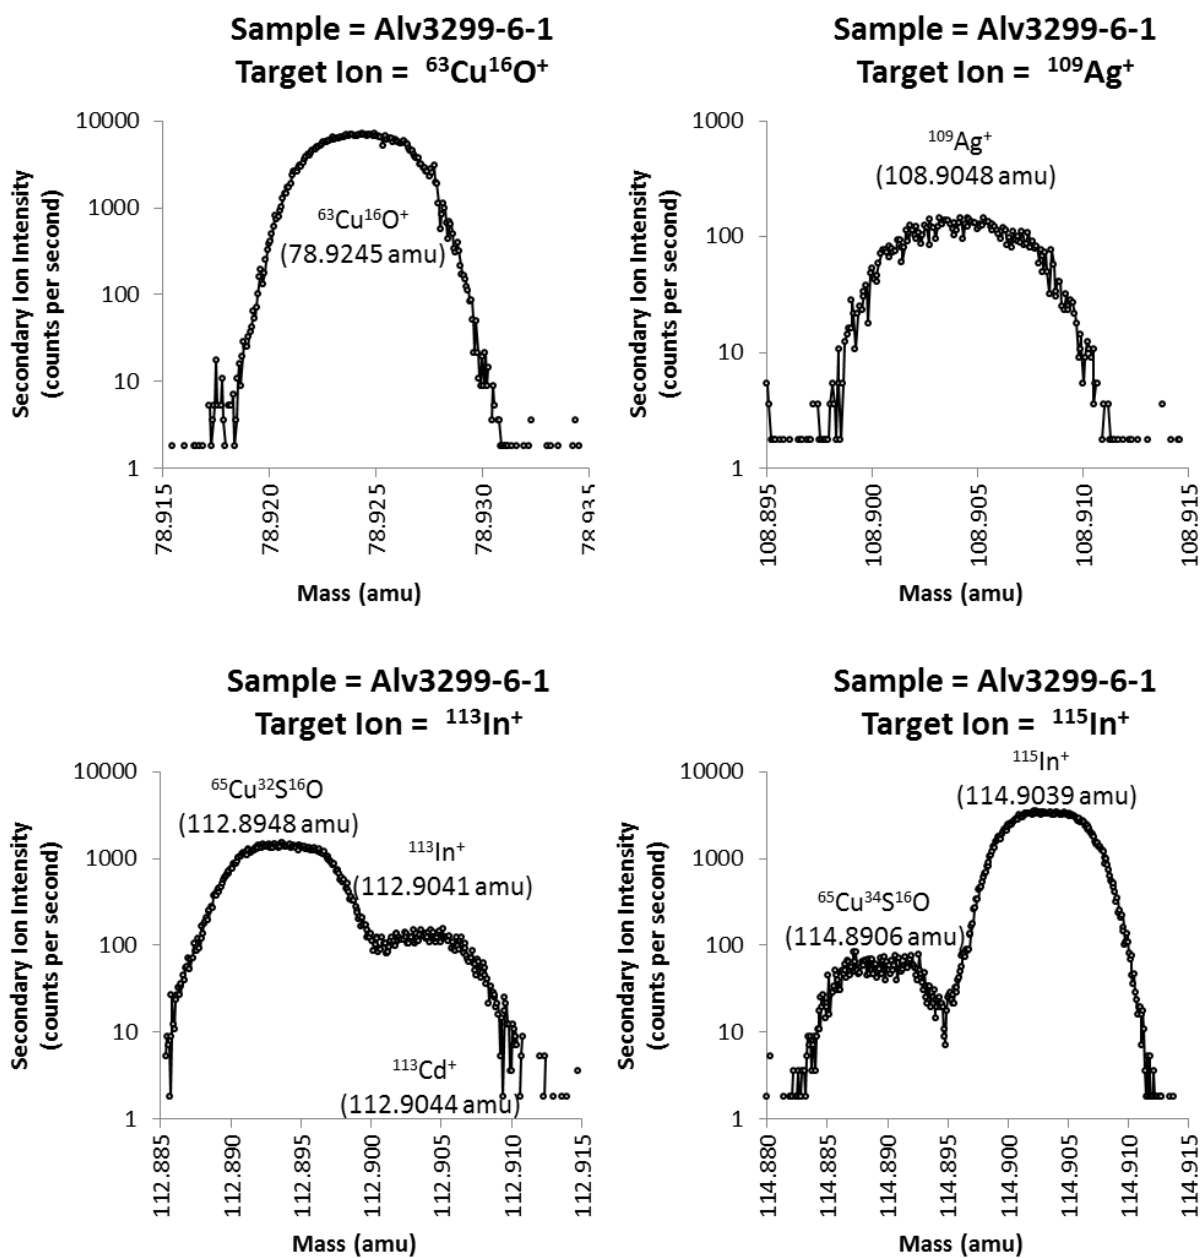 Sample = Alv3299-6-1
Target Ion = ⁶³Cu¹⁶O⁺
Secondary Ion Intensity
(counts per second)
10000
1000
100
10
1
⁶³Cu¹⁶O⁺
(78.9245 amu)
78.915
78.920
78.925
78.930
78.935
Mass (amu)
Sample = Alv3299-6-1
Target Ion = ¹⁰⁹Ag⁺
Secondary Ion Intensity
(counts per second)
1000
100
10
1
¹⁰⁹Ag⁺
(108.9048 amu)
108.895
108.900
108.905
108.910
108.915
Mass (amu)
Sample = Alv3299-6-1
Target Ion = ¹¹³In⁺
Secondary Ion Intensity
(counts per second)
10000
1000
100
10
1
⁶⁵Cu³²S¹⁶O
(112.8948 amu)
¹¹³In⁺
(112.9041 amu)
¹¹³Cd⁺
(112.9044 amu)
112.885
112.890
112.895
112.900
112.905
112.910
112.915
Mass (amu)
Sample = Alv3299-6-1
Target Ion = ¹¹⁵In⁺
Secondary Ion Intensity
(counts per second)
10000
1000
100
10
1
¹¹⁵In⁺
(114.9039 amu)
⁶⁵Cu³⁴S¹⁶O
(114.8906 amu)
114.880
114.885
114.890
114.895
114.900
114.905
114.910
114.915
Mass (amu)